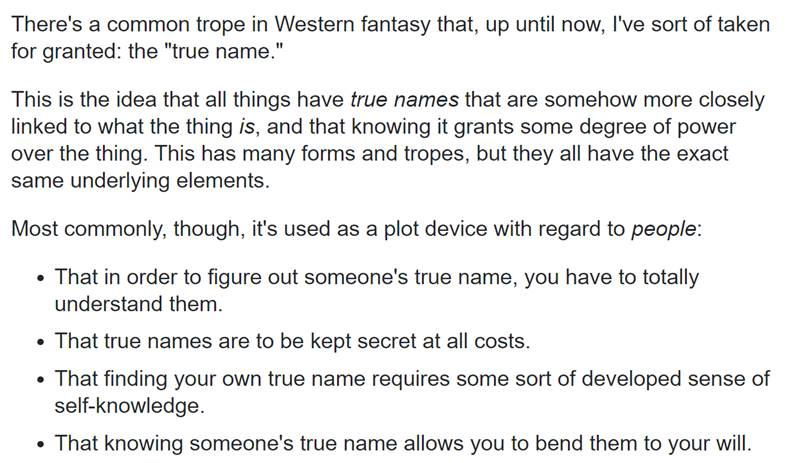 There's a common trope in Western fantasy that, up until now, I've sort of taken
for granted: the "true name."
This is the idea that all things have true names that are somehow more closely
linked to what the thing is, and that knowing it grants some degree of power
over the thing. This has many forms and tropes, but they all have the exact
same underlying elements.
Most commonly, though, it's used as a plot device with regard to people:
• That in order to figure out someone's true name, you have to totally
understand them.
• That true names are to be kept secret at all costs.
• That finding your own true name requires some sort of developed sense of
self-knowledge.
• That knowing someone's true name allows you to bend them to your will.